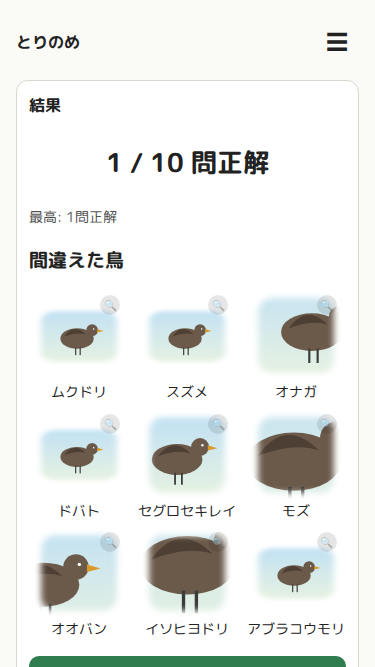 とりのめ
結果
1 / 10 問正解
最高: 1問正解
間違えた鳥
ムクドリ
スズメ
オナガ
ドバト
セグロセキレイ
モズ
オオバン
イソヒヨドリ
アブラコウモリ